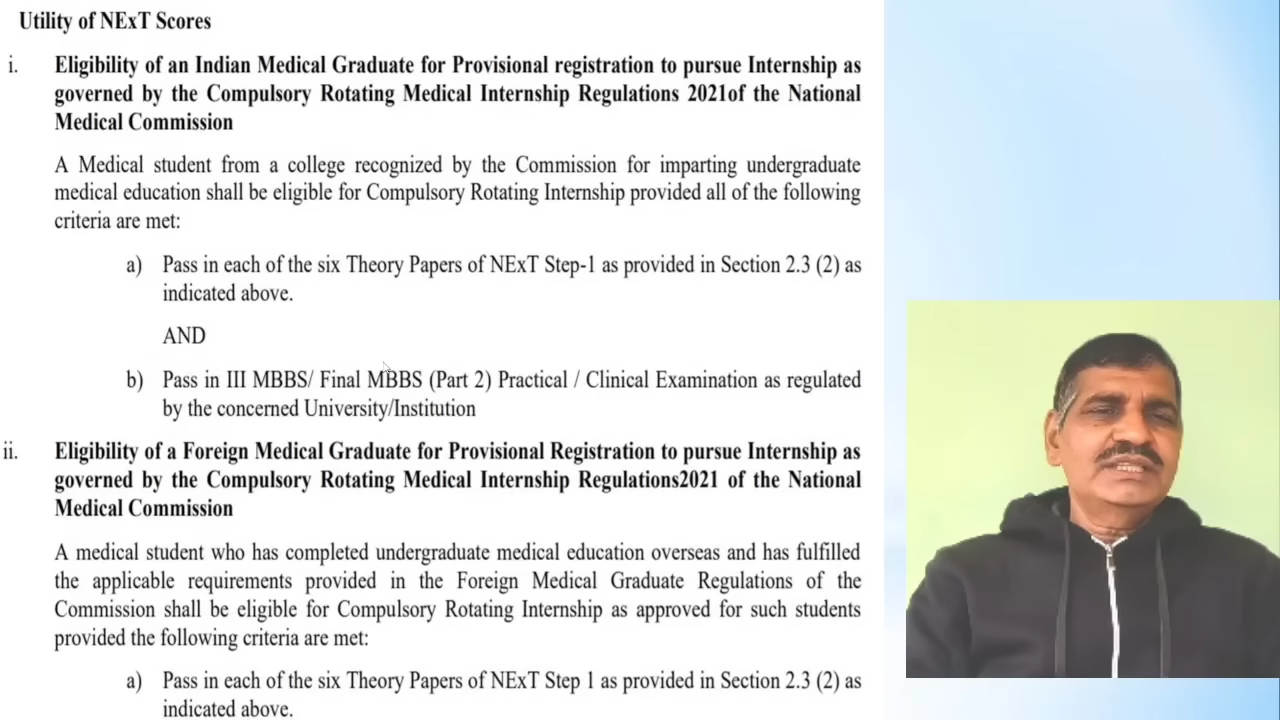 Utility of NExT Scores
i. Eligibility of an Indian Medical Graduate for Provisional registration to pursue Internship as
governed by the Compulsory Rotating Medical Internship Regulations 2021of the National
Medical Commission
A Medical student from a college recognized by the Commission for imparting undergraduate
medical education shall be eligible for Compulsory Rotating Internship provided all of the following
criteria are met:
a) Pass in each of the six Theory Papers of NExT Step-1 as provided in Section 2.3 (2) as
indicated above.
AND
b) Pass in III MBBS/ Final MBBS (Part 2) Practical / Clinical Examination as regulated
by the concerned University/Institution
ii. Eligibility of a Foreign Medical Graduate for Provisional Registration to pursue Internship as
governed by the Compulsory Rotating Medical Internship Regulations2021 of the National
Medical Commission
A medical student who has completed undergraduate medical education overseas and has fulfilled
the applicable requirements provided in the Foreign Medical Graduate Regulations of the
Commission shall be eligible for Compulsory Rotating Internship as approved for such students
provided the following criteria are met:
a) Pass in each of the six Theory Papers of NExT Step 1 as provided in Section 2.3 (2) as
indicated above.